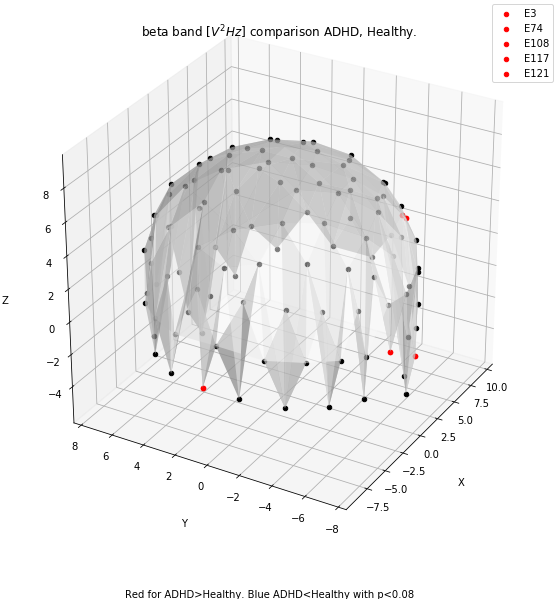 beta band [$V^2Hz$] comparison ADHD, Healthy.
E3
E74
E108
E117
E121
8
6
4
2
0
−2
−4
Z
8
6
4
2
0
−2
−4
−6
−8
Y
10.0
7.5
5.0
2.5
0.0
−2.5
−5.0
−7.5
X
Red for ADHD>Healthy. Blue ADHD<Healthy with p<0.08